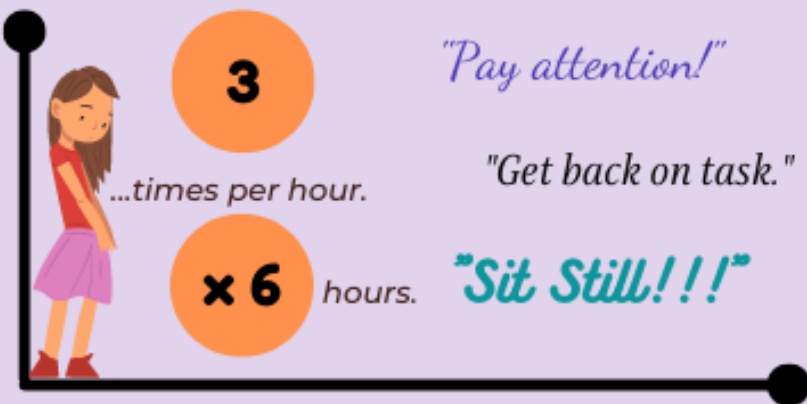 3
...times per hour.
× 6 hours.
"Pay attention!"
"Get back on task."
"Sit Still!!!"